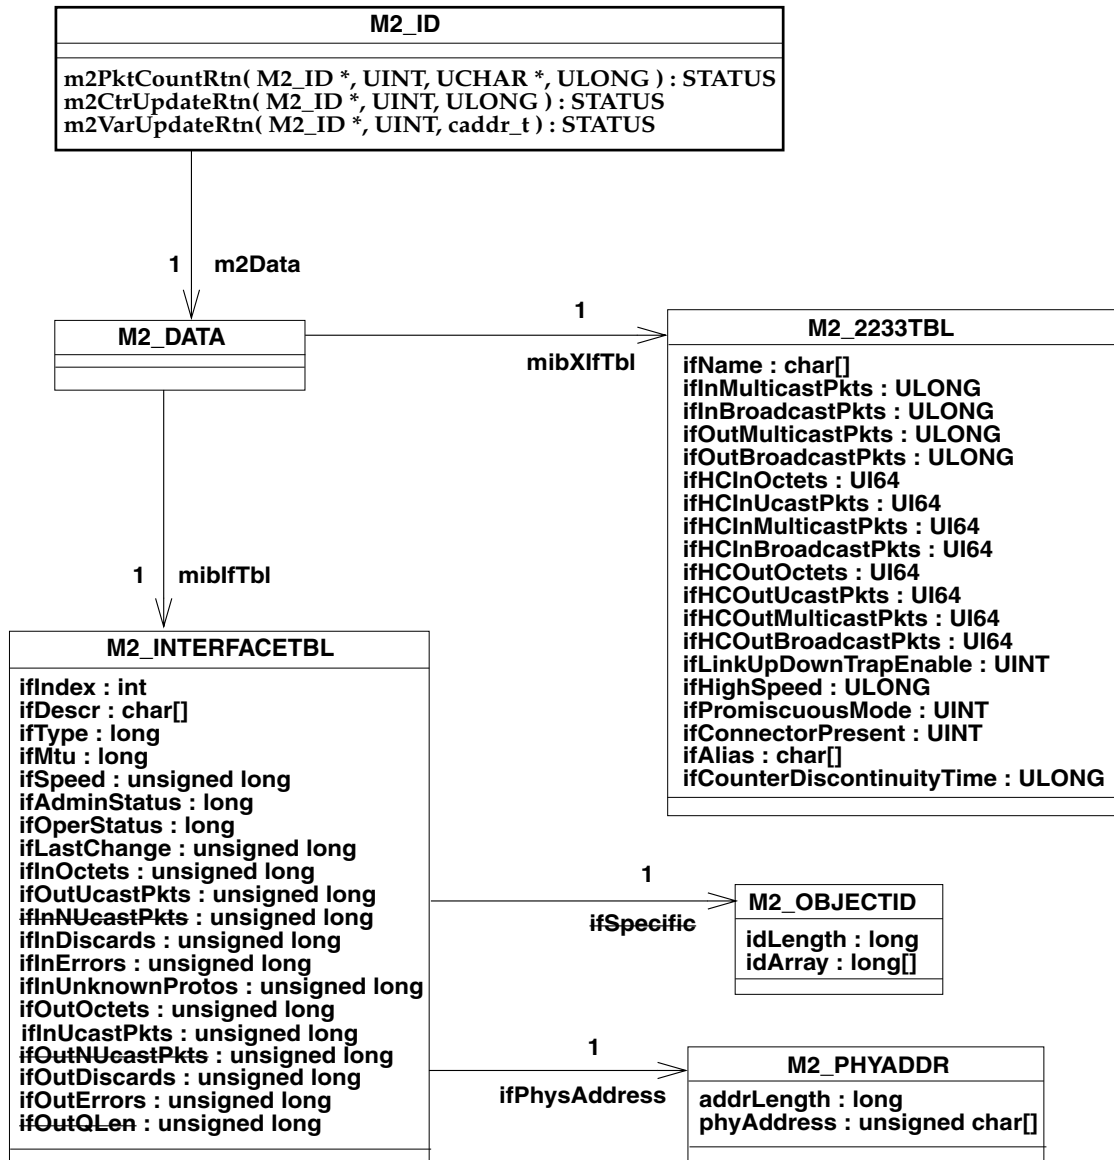 M2_ID
m2PktCountRtn( M2_ID *, UINT, UCHAR *, ULONG ) : STATUS
m2CtrUpdateRtn( M2_ID *, UINT, ULONG ) : STATUS
m2VarUpdateRtn( M2_ID *, UINT, caddr_t ) : STATUS
1 m2Data
M2_DATA
1
mibXIfTbl
M2_2233TBL
ifName : char[]
ifInMulticastPkts : ULONG
ifInBroadcastPkts : ULONG
ifOutMulticastPkts : ULONG
ifOutBroadcastPkts : ULONG
ifHCInOctets : UI64
ifHCInUcastPkts : UI64
ifHCInMulticastPkts : UI64
ifHCInBroadcastPkts : UI64
ifHCOutOctets : UI64
ifHCOutUcastPkts : UI64
ifHCOutMulticastPkts : UI64
ifHCOutBroadcastPkts : UI64
ifLinkUpDownTrapEnable : UINT
ifHighSpeed : ULONG
ifPromiscuousMode : UINT
ifConnectorPresent : UINT
ifAlias : char[]
ifCounterDiscontinuityTime : ULONG
1 mibIfTbl
M2_INTERFACETBL
ifIndex : int
ifDescr : char[]
ifType : long
ifMtu : long
ifSpeed : unsigned long
ifAdminStatus : long
ifOperStatus : long
ifLastChange : unsigned long
ifInOctets : unsigned long
ifOutUcastPkts : unsigned long
ifInNUcastPkts : unsigned long
ifInDiscards : unsigned long
ifInErrors : unsigned long
ifInUnknownProtos : unsigned long
ifOutOctets : unsigned long
ifInUcastPkts : unsigned long
ifOutNUcastPkts : unsigned long
ifOutDiscards : unsigned long
ifOutErrors : unsigned long
ifOutQLen : unsigned long
1
ifSpecific
M2_OBJECTID
idLength : long
idArray : long[]
1
ifPhysAddress
M2_PHYADDR
addrLength : long
phyAddress : unsigned char[]